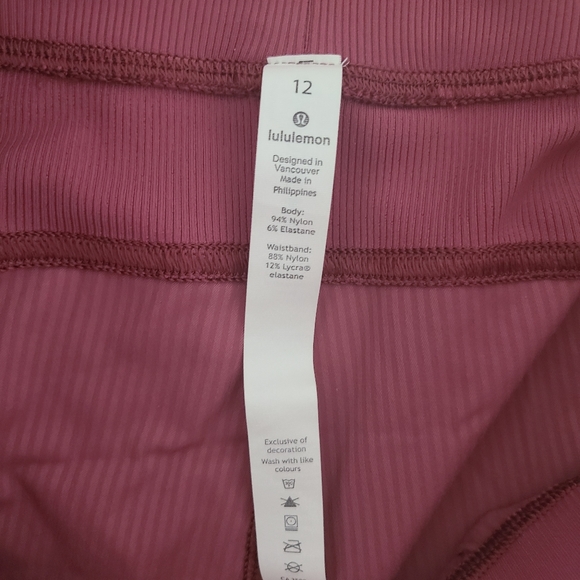 12
lululemon
Designed in
Vancouver
Made in
Philippines
Body:
94% Nylon
6% Elastane
Waistband:
88% Nylon
12% Lycra®
elastane
Exclusive of
decoration
Wash with like
colours